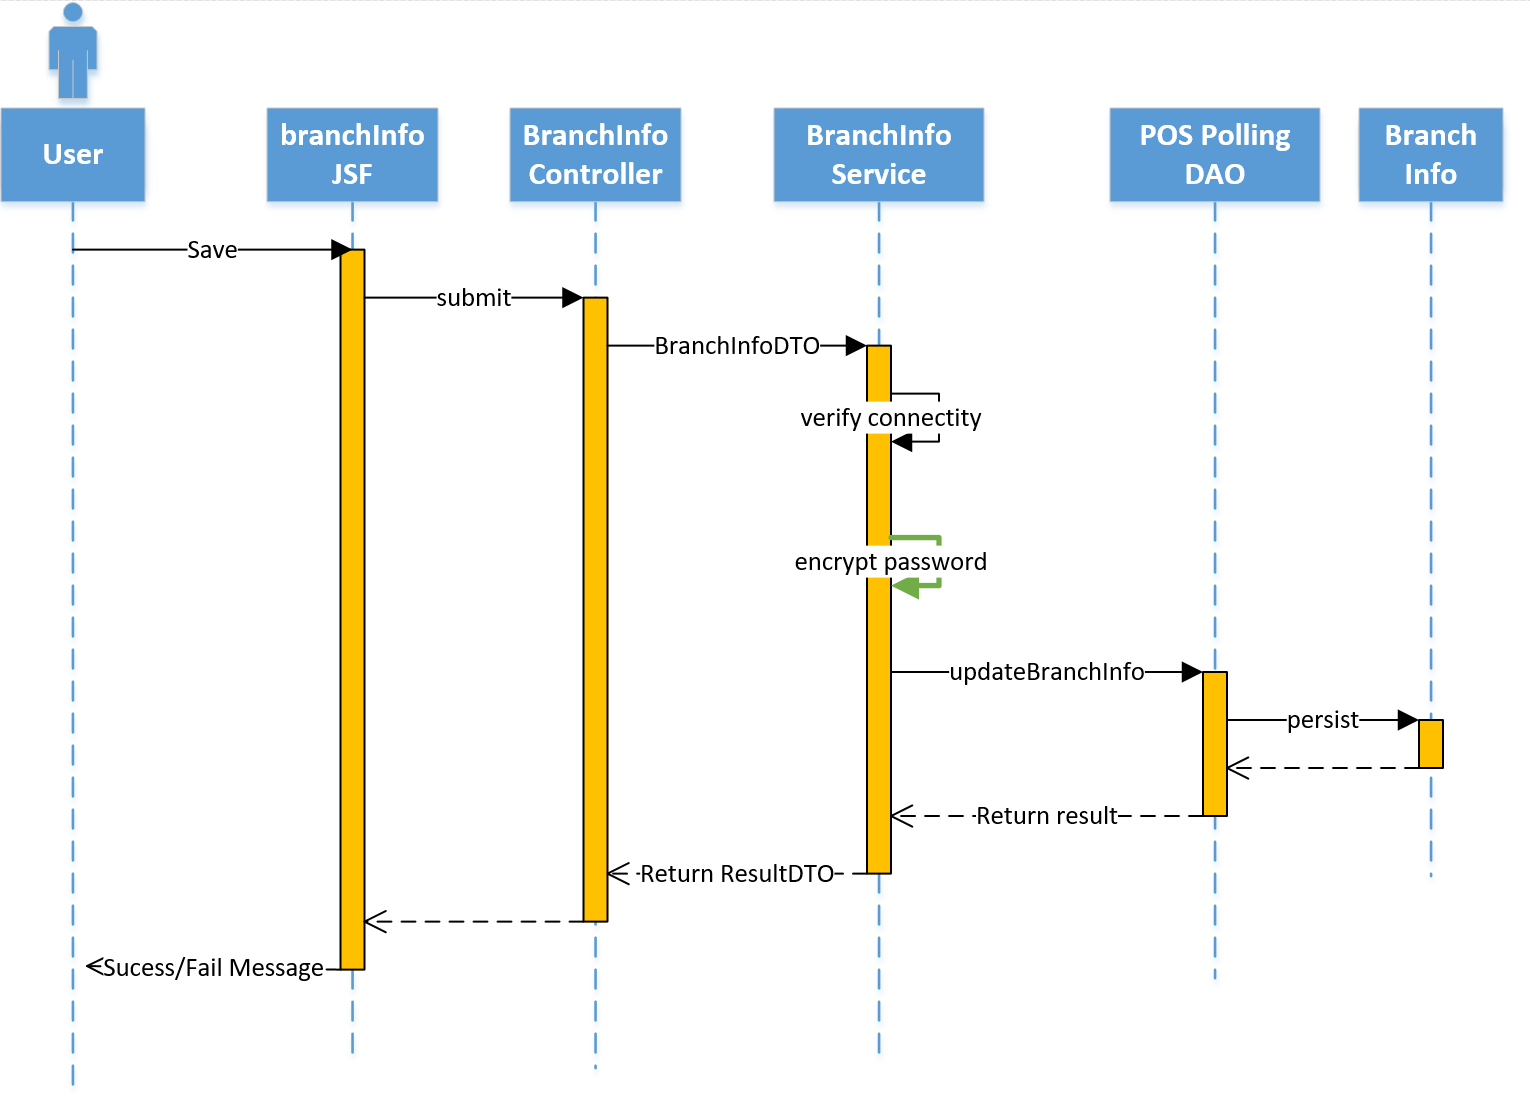 User
branchInfo
JSF
BranchInfo
Controller
BranchInfo
Service
POS Polling
DAO
Branch
Info
Save
submit
BranchInfoDTO
verify connectity
encrypt password
updateBranchInfo
persist
Return result
Return ResultDTO
Sucess/Fail Message